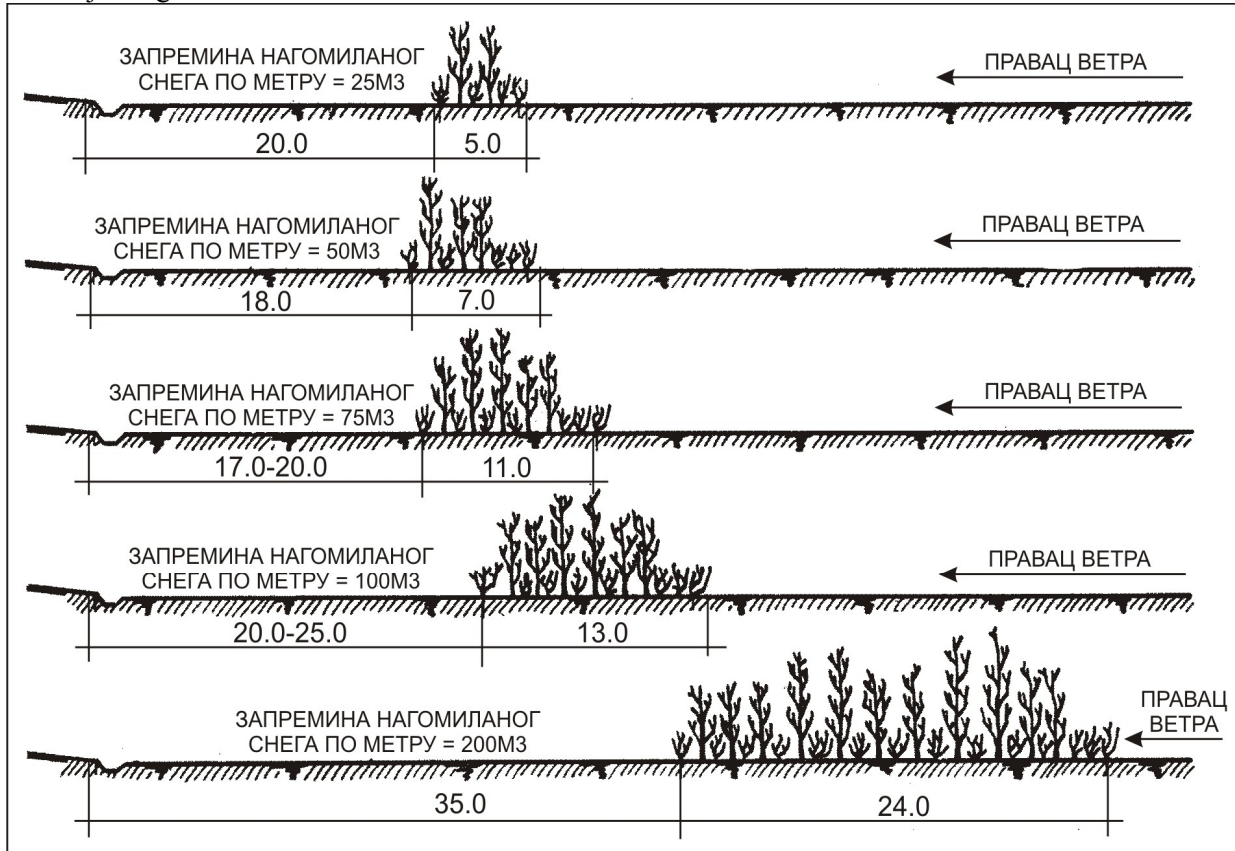 ЗАПРЕМИНА НАГОМИЛАНОГ
СНЕГА ПО МЕТРУ = 25М3
ПРАВАЦ ВЕТРА
20.0
5.0
ЗАПРЕМИНА НАГОМИЛАНОГ
СНЕГА ПО МЕТРУ = 50М3
ПРАВАЦ ВЕТРА
18.0
7.0
ЗАПРЕМИНА НАГОМИЛАНОГ
СНЕГА ПО МЕТРУ = 75М3
ПРАВАЦ ВЕТРА
17.0-20.0
11.0
ЗАПРЕМИНА НАГОМИЛАНОГ
СНЕГА ПО МЕТРУ = 100М3
ПРАВАЦ ВЕТРА
20.0-25.0
13.0
ЗАПРЕМИНА НАГОМИЛАНОГ
СНЕГА ПО МЕТРУ = 200М3
ПРАВАЦ
ВЕТРА
35.0
24.0